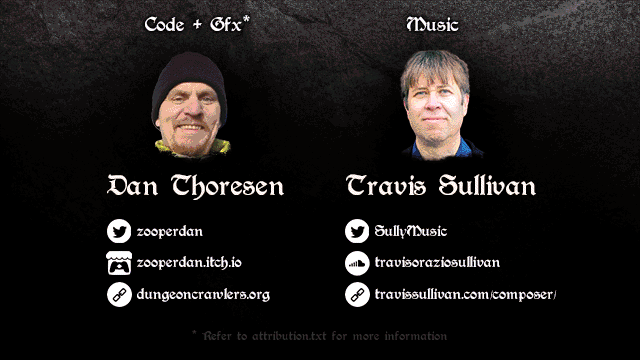 Code + Gfx*
Music
Dan Thoresen
Travis Sullivan
zooperdan
SullyMusic
zooperdan.itch.io
travisoraziosullivan
dungeoncrawlers.org
travissullivan.com/composer/
* Refer to attribution.txt for more information